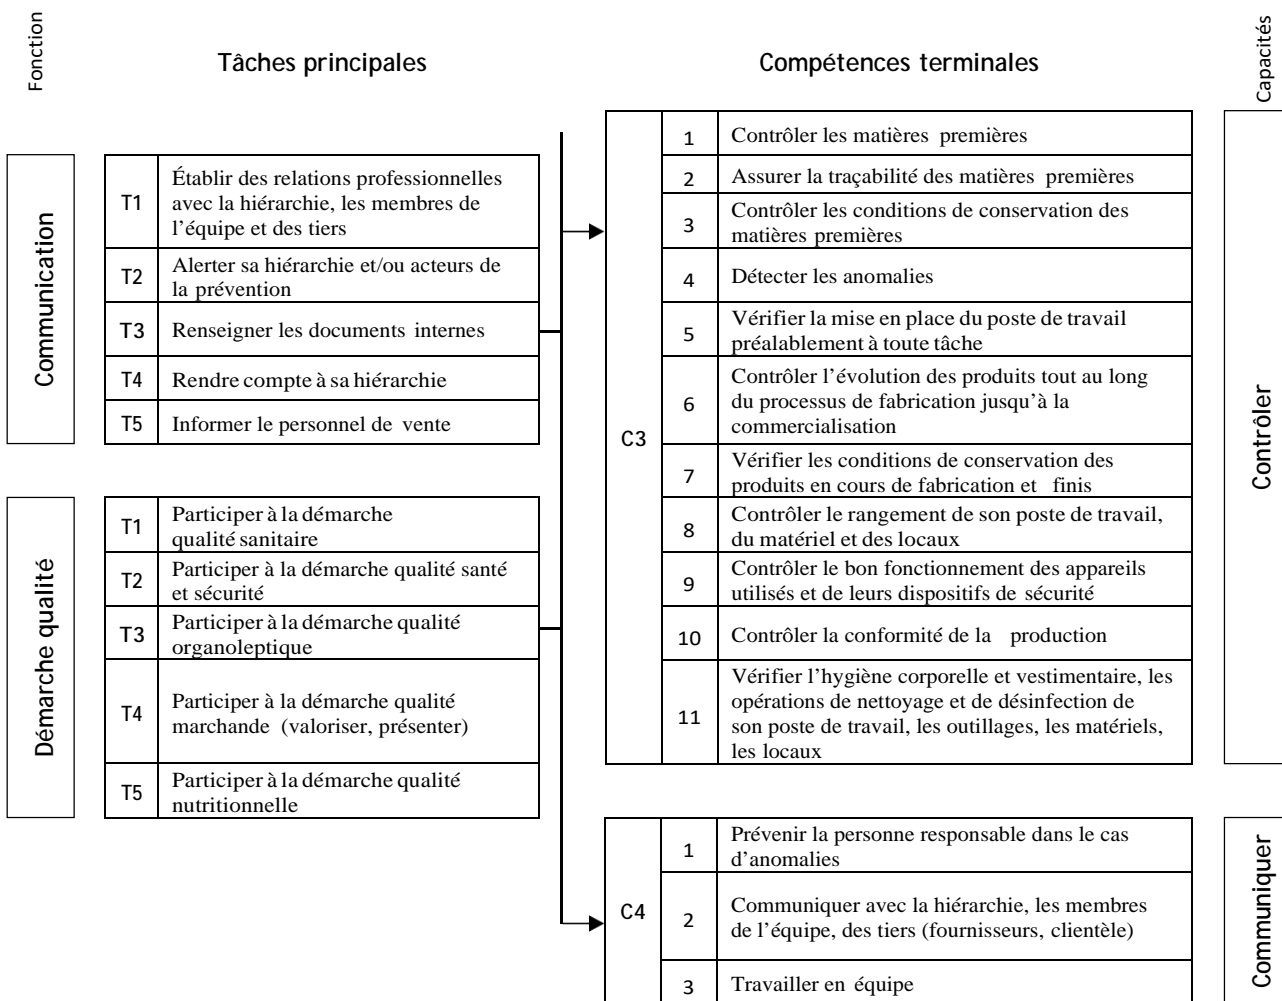 Fonction
Tâches principales
Compétences terminales
Capacités
Communication
T1
Établir des relations professionnelles
avec la hiérarchie, les membres de
l’équipe et des tiers
T2
Alerter sa hiérarchie et/ou acteurs de
la prévention
T3
Renseigner les documents internes
T4
Rendre compte à sa hiérarchie
T5
Informer le personnel de vente
Démarche qualité
T1
Participer à la démarche
qualité sanitaire
T2
Participer à la démarche qualité santé
et sécurité
T3
Participer à la démarche qualité
organoleptique
T4
Participer à la démarche qualité
marchande (valoriser, présenter)
T5
Participer à la démarche qualité
nutritionnelle
C3
1
Contrôler les matières premières
2
Assurer la traçabilité des matières premières
3
Contrôler les conditions de conservation des
matières premières
4
Détecter les anomalies
5
Vérifier la mise en place du poste de travail
préalablement à toute tâche
6
Contrôler l’évolution des produits tout au long
du processus de fabrication jusqu’à la
commercialisation
7
Vérifier les conditions de conservation des
produits en cours de fabrication et finis
8
Contrôler le rangement de son poste de travail,
du matériel et des locaux
9
Contrôler le bon fonctionnement des appareils
utilisés et de leurs dispositifs de sécurité
10
Contrôler la conformité de la production
11
Vérifier l’hygiène corporelle et vestimentaire, les
opérations de nettoyage et de désinfection de
son poste de travail, les outillages, les matériels,
les locaux
Contrôler
C4
1
Prévenir la personne responsable dans le cas
d’anomalies
2
Communiquer avec la hiérarchie, les membres
de l’équipe, des tiers (fournisseurs, clientèle)
3
Travailler en équipe
Communiquer